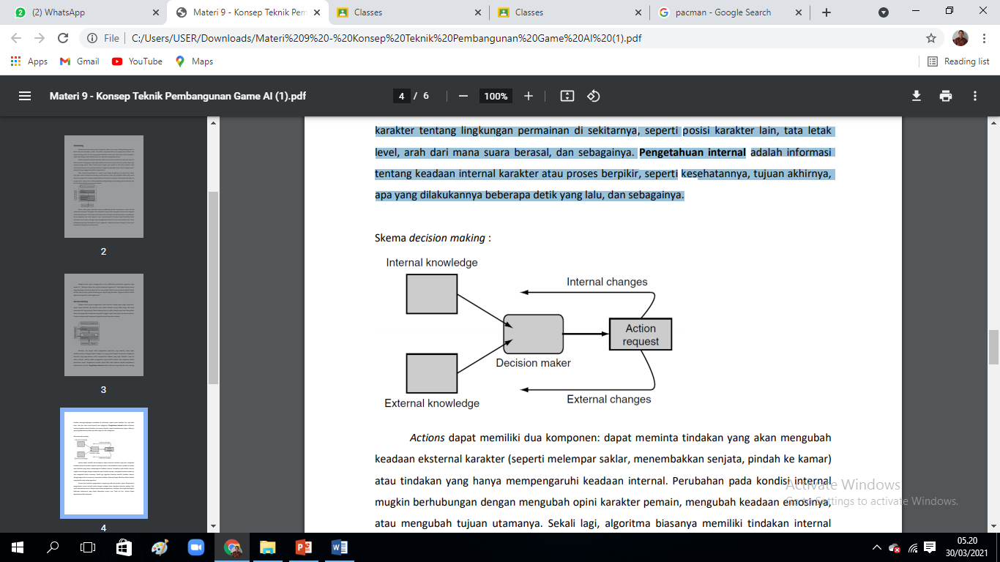 (2) WhatsApp
Materi 9 - Konsep Teknik Pem
Classes
Classes
pacman - Google Search
File
C:/Users/USER/Downloads/Materi%209%20-%20Konsep%20Teknik%20Pembangunan%20Game%20AI%20(1).pdf
Apps
Gmail
YouTube
Maps
Reading list
Materi 9 - Konsep Teknik Pembangunan Game AI (1).pdf
4 / 6
100%
2
3
4
karakter tentang lingkungan permainan di sekitarnya, seperti posisi karakter lain, tata letak
level, arah dari mana suara berasal, dan sebagainya. Pengetahuan internal adalah informasi
tentang keadaan internal karakter atau proses berpikir, seperti kesehatannya, tujuan akhirnya,
apa yang dilakukannya beberapa detik yang lalu, dan sebagainya.
Skema decision making :
Internal knowledge
Internal changes
Action
request
Decision maker
External knowledge
External changes
Actions dapat memiliki dua komponen: dapat meminta tindakan yang akan mengubah
keadaan eksternal karakter (seperti melempar saklar, menembakkan senjata, pindah ke kamar)
atau tindakan yang hanya mempengaruhi keadaan internal. Perubahan pada kondisi internal
mugkin berhubungan dengan mengubah opini karakter pemain, mengubah keadaan emosinya,
atau mengubah tujuan utamanya. Sekali lagi, algoritma biasanya memiliki tindakan internal
Activate Windows
Go to Settings to activate Windows.
05.20
30/03/2021